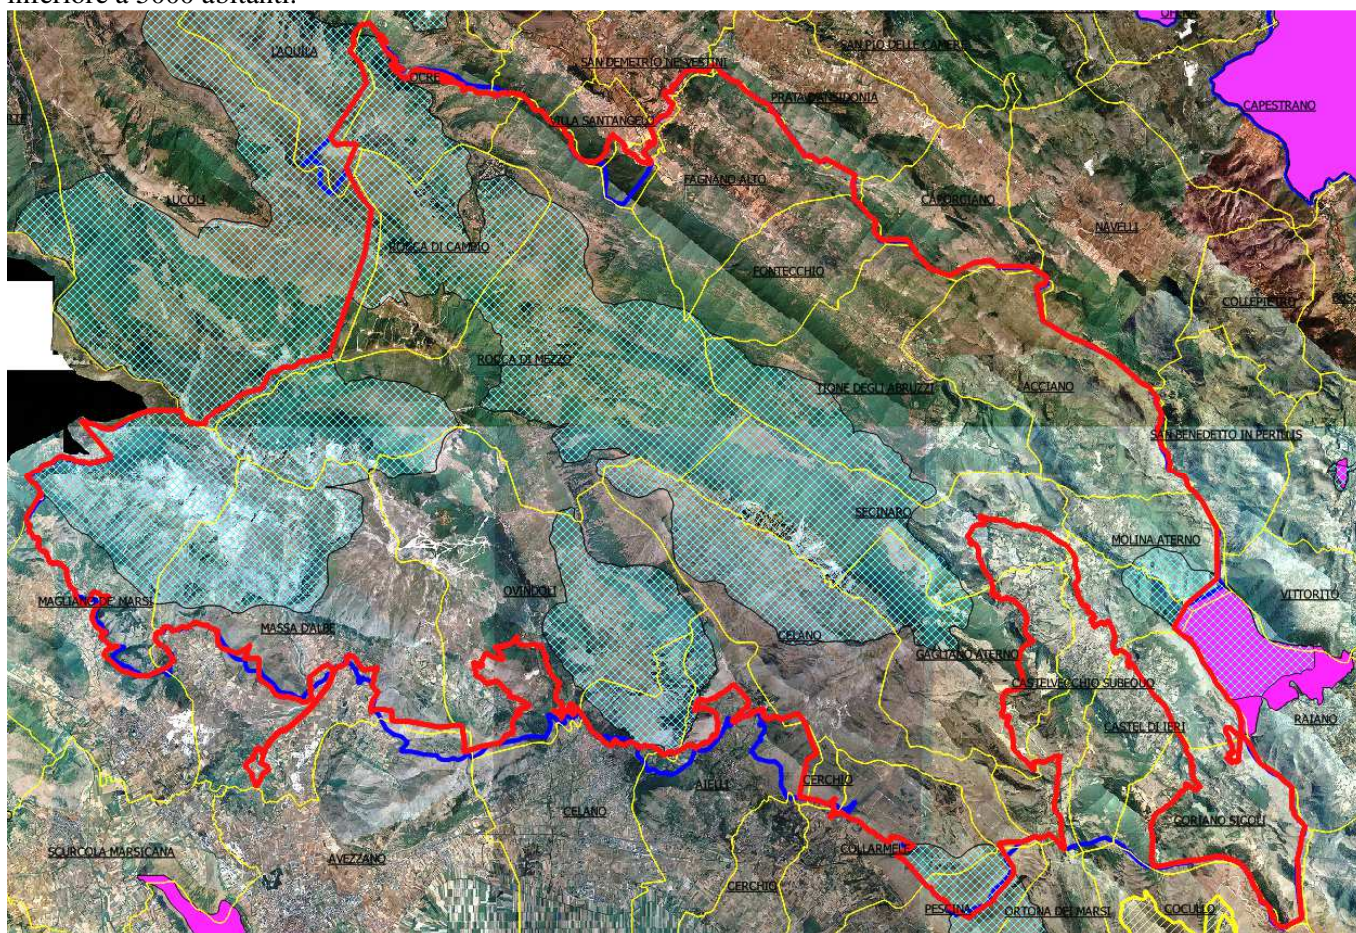 inferiore a 5000 abitanti.
L'AQUILA
OCRE
SAN DEMETRIO NE' VESTINI
SAN PIO DELLE CAMERE
PRATA D'ANSIDONIA
CAPESTRANO
VILLA SANT'ANGELO
FAGNANO ALTO
LUCOLI
CAPORCIANO
NAVELLI
ROCCA DI CAMBIO
FONTECCHIO
COLLEPIETRO
ROCCA DI MEZZO
TIONE DEGLI ABRUZZI
ACCIANO
SAN BENEDETTO IN PERILLIS
SECINARO
MOLINA ATERNO
MAGLIANO DE' MARSI
OVINDOLI
VITTORITO
MASSA D'ALBE
CELANO
GAGLIANO ATERNO
CASTELVECCHIO SUBEQUO
CASTEL DI IERI
RAIANO
AIELLI
CERCHIO
CELANO
GORIANO SICOLI
SCURCOLA MARSICANA
AVEZZANO
COLLARMELE
CERCHIO
PESCINA
ORTONA DEI MARSI
COCULLO